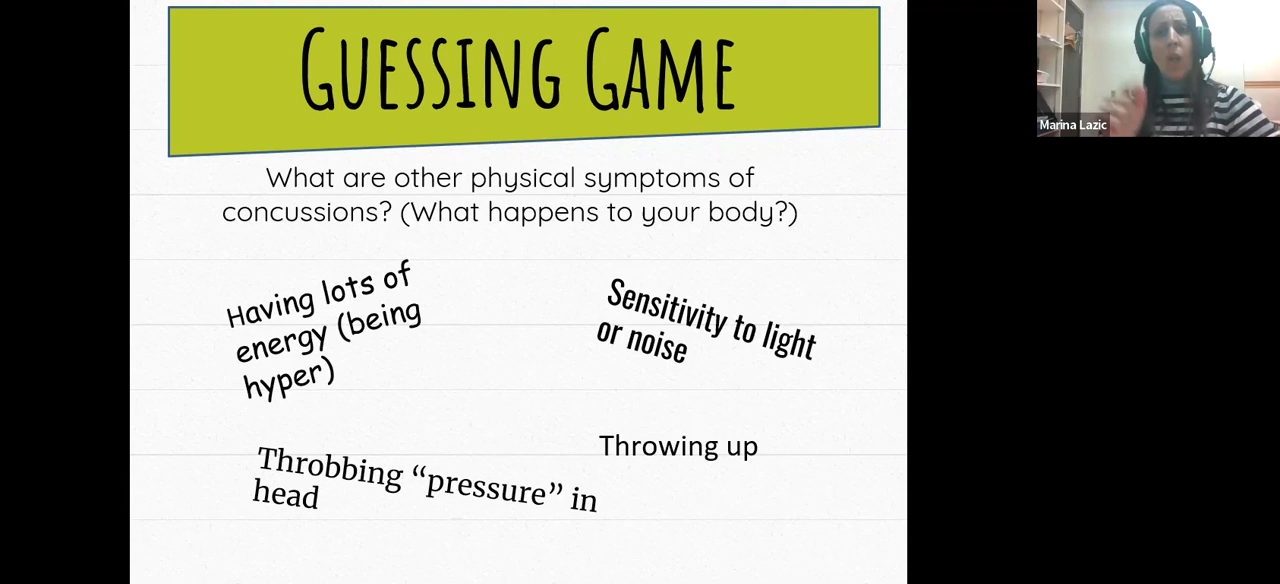 GUESSING GAME
What are other physical symptoms of
concussions? (What happens to your body?)
Having lots of
energy (being
hyper)
Sensitivity to light
or noise
Throbbing “pressure” in
head
Throwing up
Marina Lazic